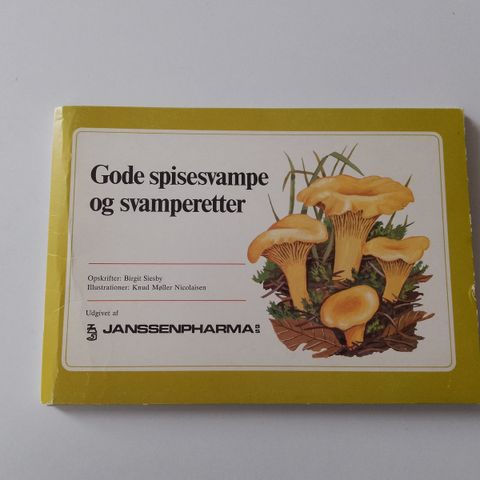 Gode spisesvampe
og svamperetter
Opskrifter: Birgit Siesby
Illustrationer: Knud Møller Nicolaisen
Udgivet af
JANSSENPHARMA